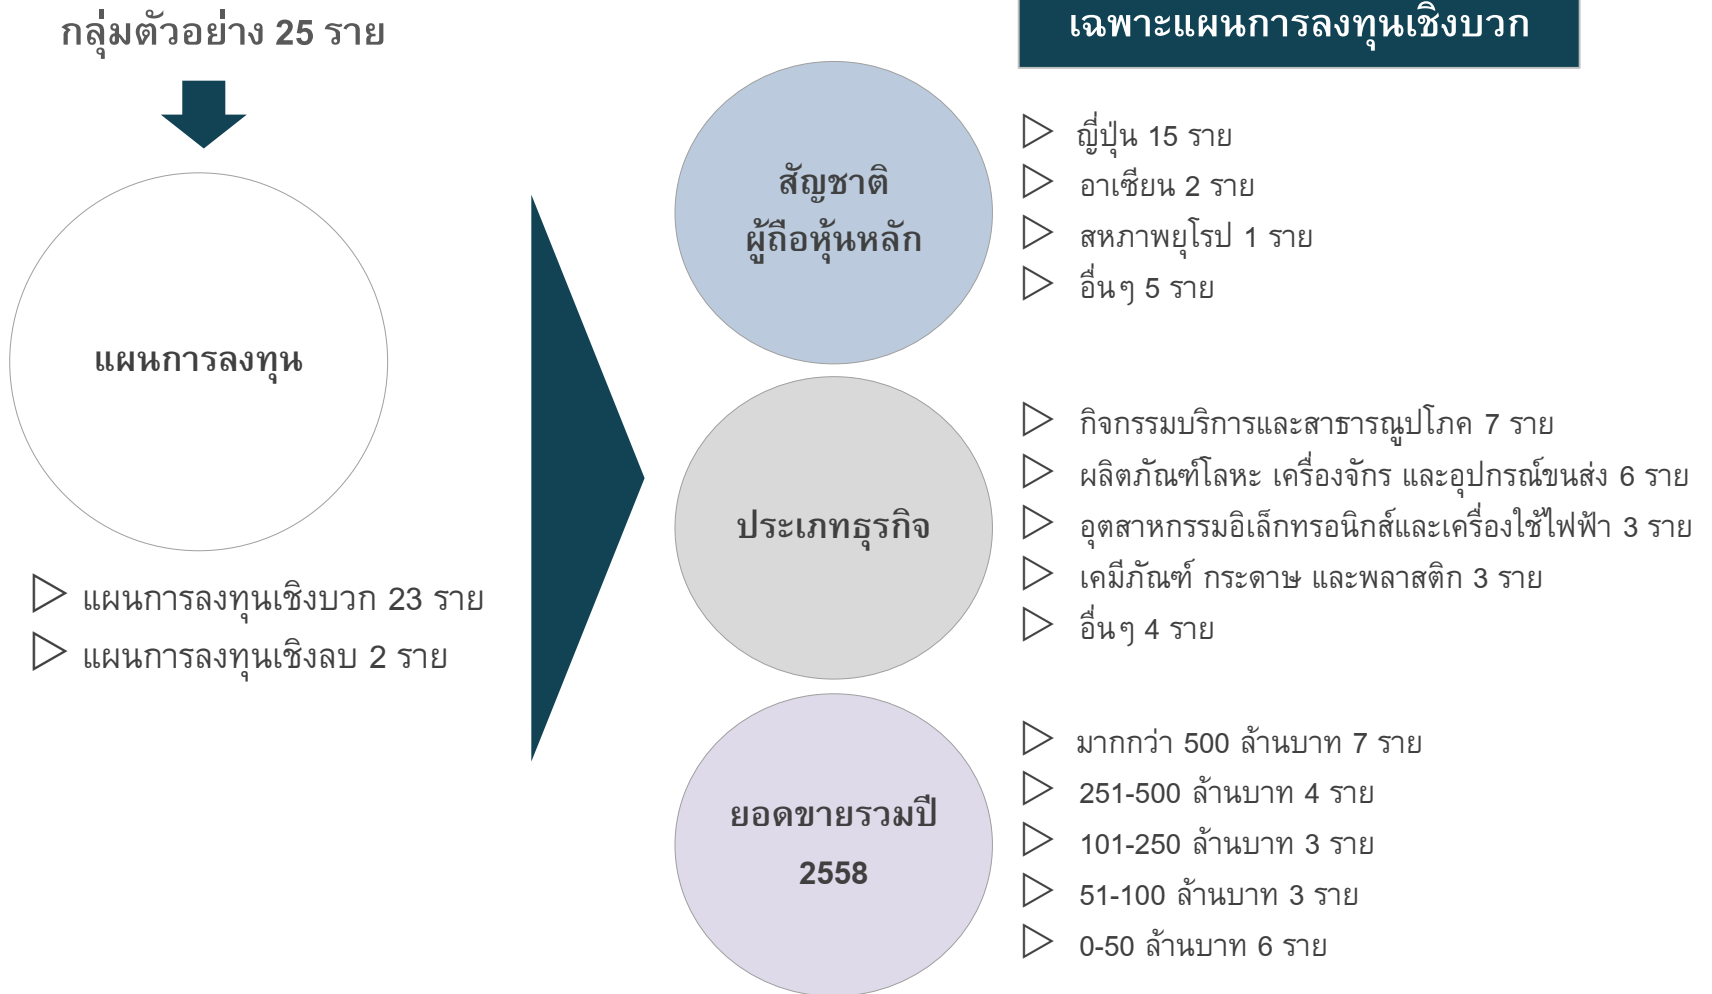 กลุ่มตัวอย่าง 25 ราย
แผนการลงทุน
แผนการลงทุนเชิงบวก 23 ราย
แผนการลงทุนเชิงลบ 2 ราย
เฉพาะแผนการลงทุนเชิงบวก
สัญชาติ
ผู้ถือหุ้นหลัก
ญี่ปุ่น 15 ราย
อาเซียน 2 ราย
สหภาพยุโรป 1 ราย
อื่นๆ 5 ราย
ประเภทธุรกิจ
กิจกรรมบริการและสาธารณูปโภค 7 ราย
ผลิตภัณฑ์โลหะ เครื่องจักร และอุปกรณ์ขนส่ง 6 ราย
อุตสาหกรรมอิเล็กทรอนิกส์และเครื่องใช้ไฟฟ้า 3 ราย
เคมีภัณฑ์ กระดาษ และพลาสติก 3 ราย
อื่นๆ 4 ราย
ยอดขายรวมปี
2558
มากกว่า 500 ล้านบาท 7 ราย
251-500 ล้านบาท 4 ราย
101-250 ล้านบาท 3 ราย
51-100 ล้านบาท 3 ราย
0-50 ล้านบาท 6 ราย